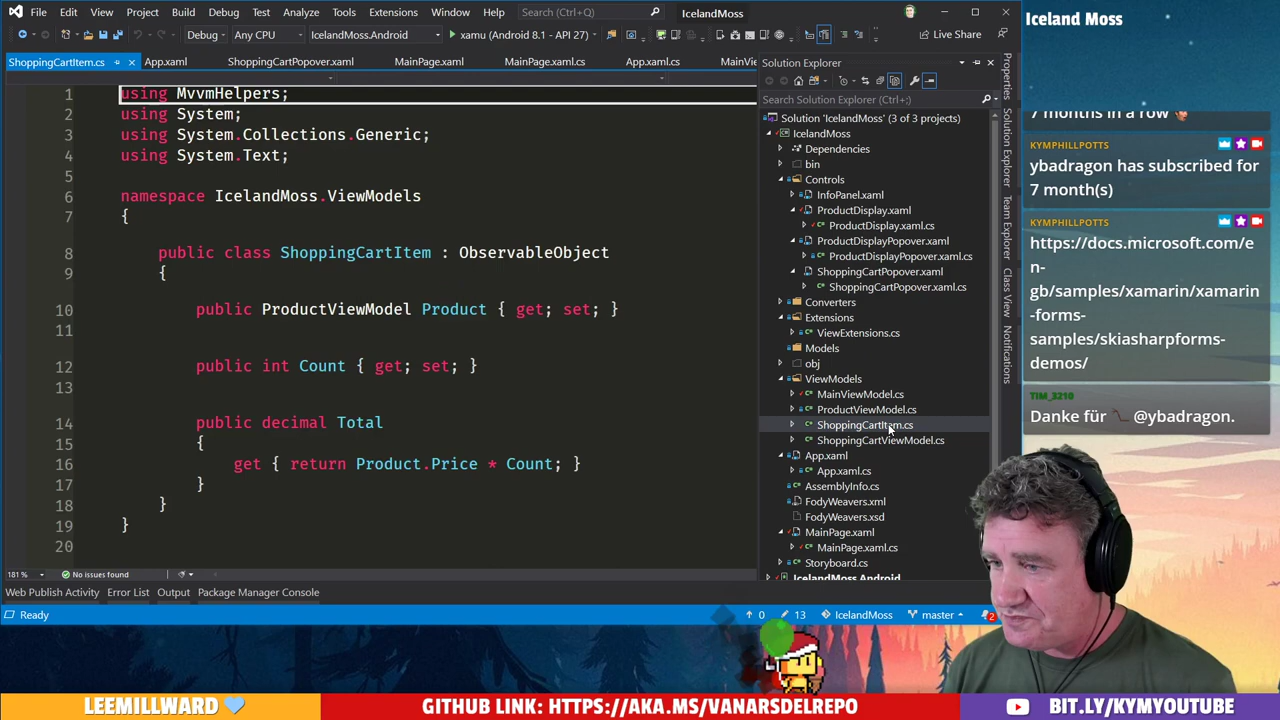 File Edit View Project Build Debug Test Analyze Tools Extensions Window Help Search (Ctrl+Q) IcelandMoss
Debug Any CPU IcelandMoss.Android xamu (Android 8.1 - API 27) Live Share
ShoppingCartItem.cs App.xaml ShoppingCartPopover.xaml MainPage.xaml MainPage.xaml.cs App.xaml.cs MainVie
1 using MvvmHelpers;
2 using System;
3 using System.Collections.Generic;
4 using System.Text;
5
6 namespace IcelandMoss.ViewModels
7 {
8 public class ShoppingCartItem : ObservableObject
9 {
10 public ProductViewModel Product { get; set; }
11
12 public int Count { get; set; }
13
14 public decimal Total
15 {
16 get { return Product.Price * Count; }
17 }
18 }
19 }
20
181 % No issues found
Web Publish Activity Error List Output Package Manager Console
Ready 0 13 IcelandMoss master 2
Solution Explorer
Search Solution Explorer (Ctrl+;)
Solution 'IcelandMoss' (3 of 3 projects)
IcelandMoss
Dependencies
bin
Controls
InfoPanel.xaml
ProductDisplay.xaml
ProductDisplay.xaml.cs
ProductDisplayPopover.xaml
ProductDisplayPopover.xaml.cs
ShoppingCartPopover.xaml
ShoppingCartPopover.xaml.cs
Converters
Extensions
ViewExtensions.cs
Models
obj
ViewModels
MainViewModel.cs
ProductViewModel.cs
ShoppingCartItem.cs
ShoppingCartViewModel.cs
App.xaml
App.xaml.cs
AssemblyInfo.cs
FodyWeavers.xml
FodyWeavers.xsd
MainPage.xaml
MainPage.xaml.cs
Storyboard.cs
IcelandMoss.Android
Properties
Solution Explorer
Team Explorer
Class View
Notifications
Iceland Moss
7 months in a row
KYMPHILLPOTTS
ybadragon has subscribed for
7 month(s)
KYMPHILLPOTTS
https://docs.microsoft.com/e
n-
gb/samples/xamarin/xamarin
-forms-
samples/skiasharpforms-
demos/
TIM_3210
Danke für @ybadragon.
LEEMILLWARD
GITHUB LINK: HTTPS://AKA.MS/VANARSDELREPO
BIT.LY/KYMYOUTUBE